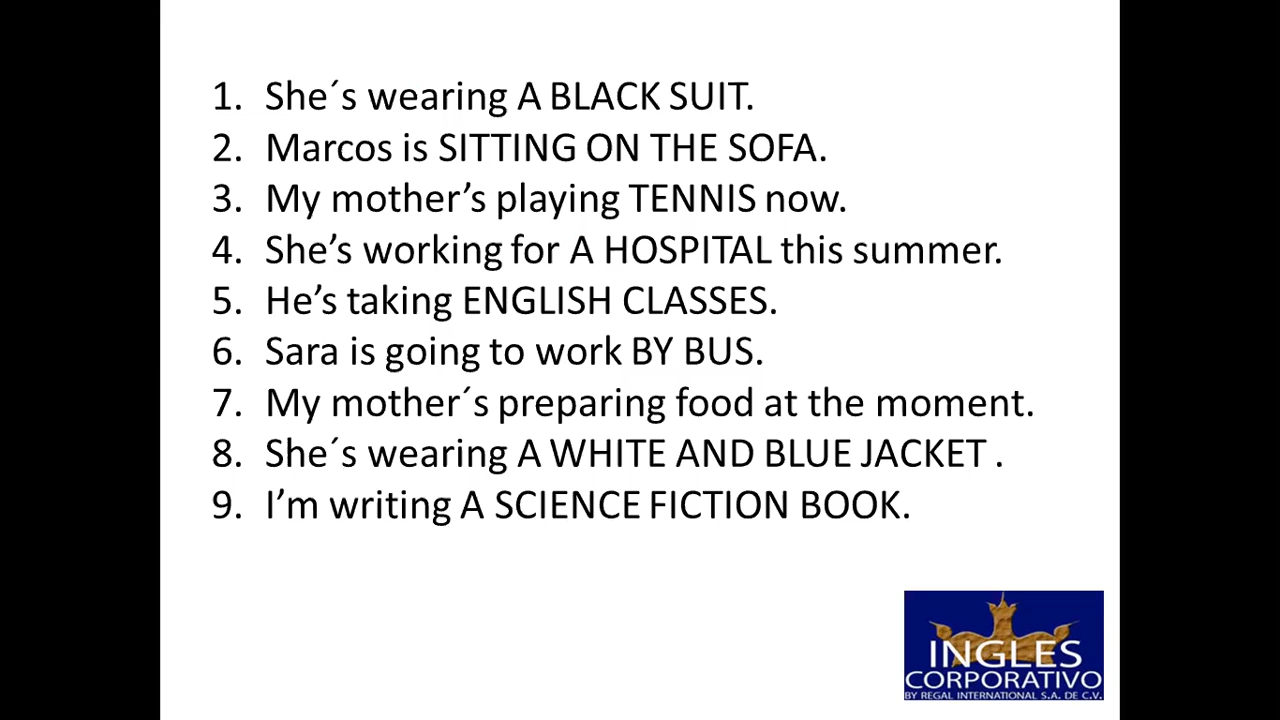 1. She´s wearing A BLACK SUIT.
2. Marcos is SITTING ON THE SOFA.
3. My mother’s playing TENNIS now.
4. She’s working for A HOSPITAL this summer.
5. He’s taking ENGLISH CLASSES.
6. Sara is going to work BY BUS.
7. My mother´s preparing food at the moment.
8. She´s wearing A WHITE AND BLUE JACKET .
9. I’m writing A SCIENCE FICTION BOOK.
INGLES
CORPORATIVO
BY REGAL INTERNATIONAL S.A. DE C.V.